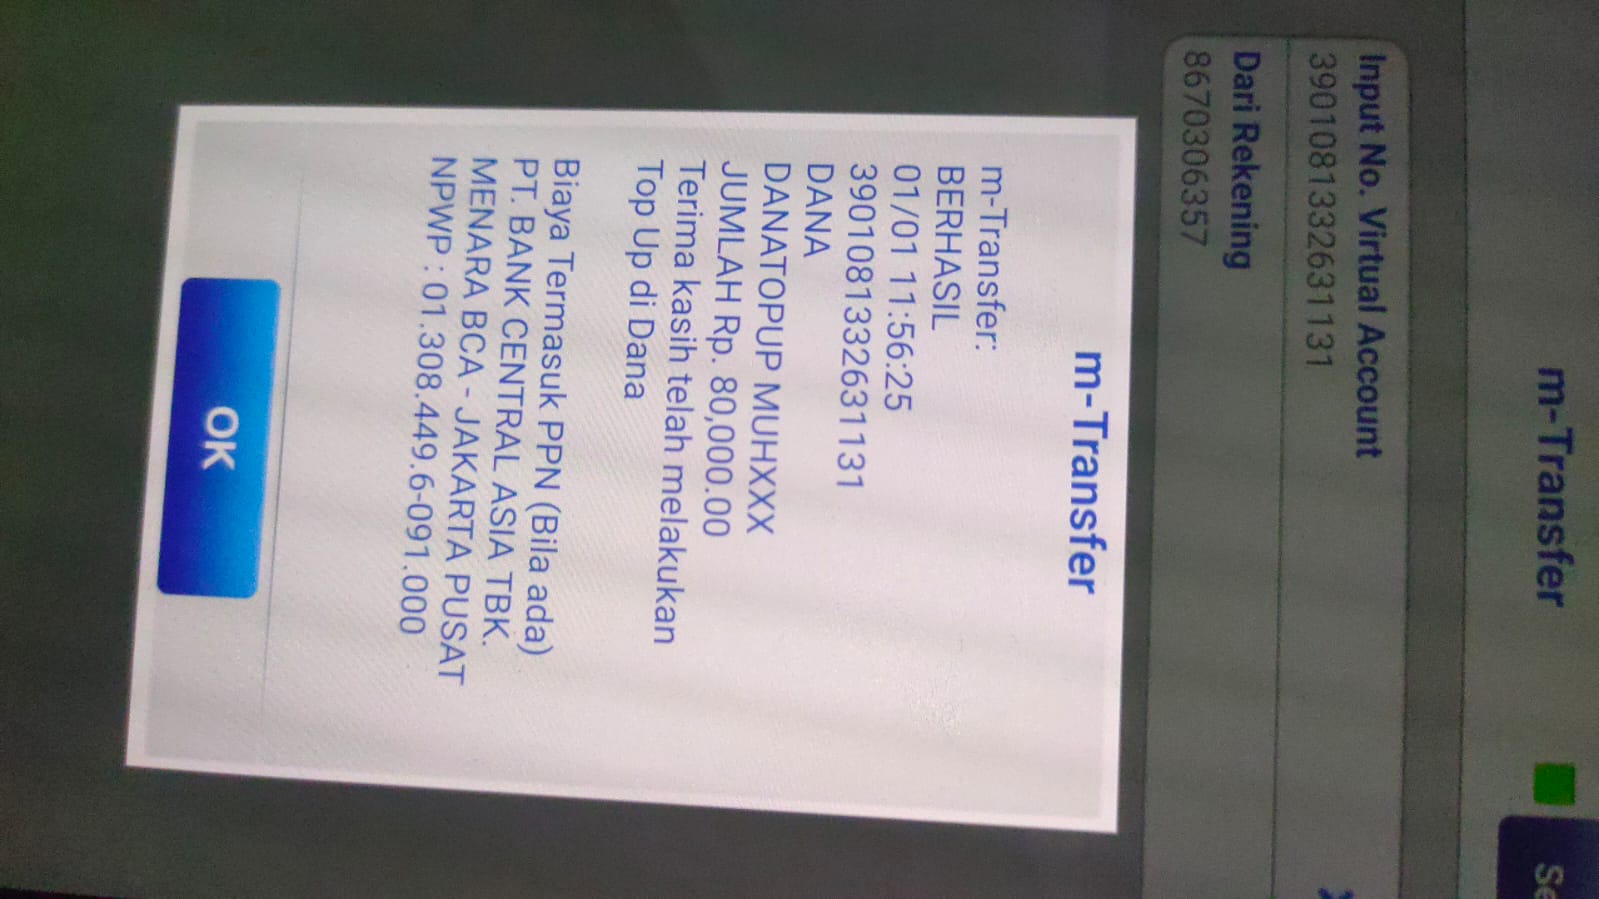 m-Transfer
Se
Input No. Virtual Account
39010813326311131
Dari Rekening
8670306357
m-Transfer
m-Transfer:
BERHASIL
01/01 11:56:25
39010813326311131
DANA
DANATOPUP MUHXXX
JUMLAH Rp. 80,000.00
Terima kasih telah melakukan
Top Up di Dana
Biaya Termasuk PPN (Bila ada)
PT. BANK CENTRAL ASIA TBK.
MENARA BCA - JAKARTA PUSAT
NPWP : 01.308.449.6-091.000
OK